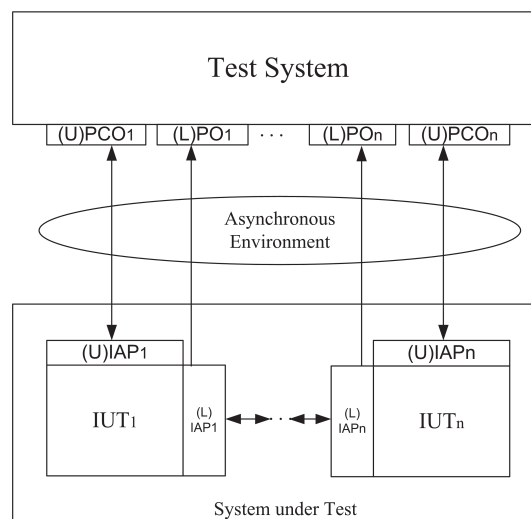 Test System
(U)PCO1 (L)PO1 · · · (L)POn (U)PCOn
Asynchronous
Environment
(U)IAP1 (U)IAPn
IUT1 (L) IAP1 · · · (L) IAPn IUTn
System under Test